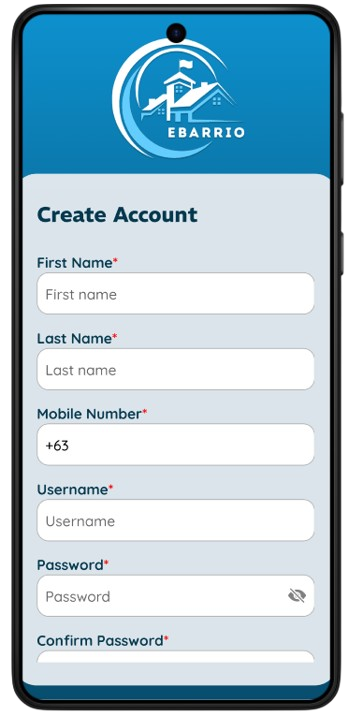 EBARRIO
Create Account
First Name*
First name
Last Name*
Last name
Mobile Number*
+63
Username*
Username
Password*
Password
Confirm Password*